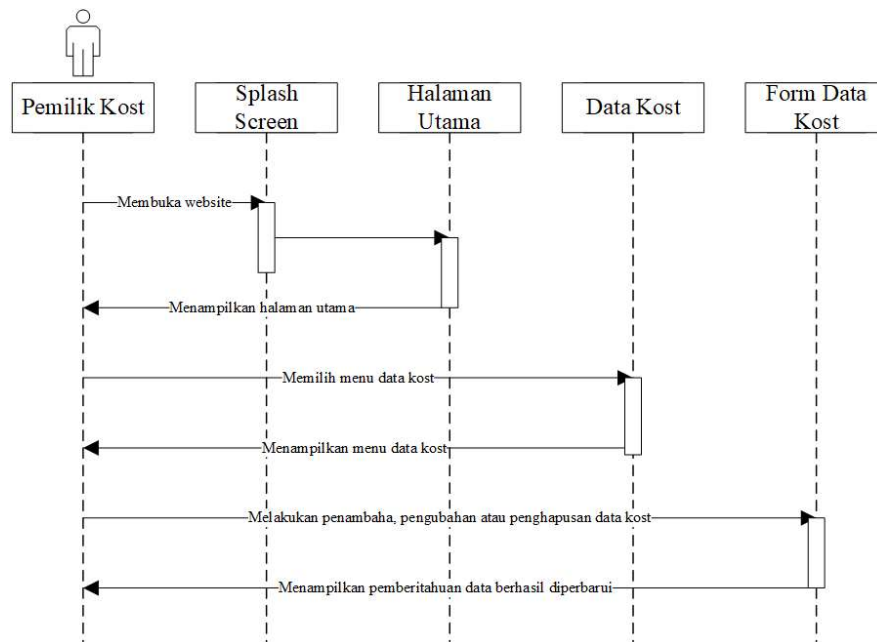 Pemilik Kost
Splash
Screen
Halaman
Utama
Data Kost
Form Data
Kost
Membuka website
Menampilkan halaman utama
Memilih menu data kost
Menampilkan menu data kost
Melakukan penambaha, pengubahan atau penghapusan data kost
Menampilkan pemberitahuan data berhasil diperbarui